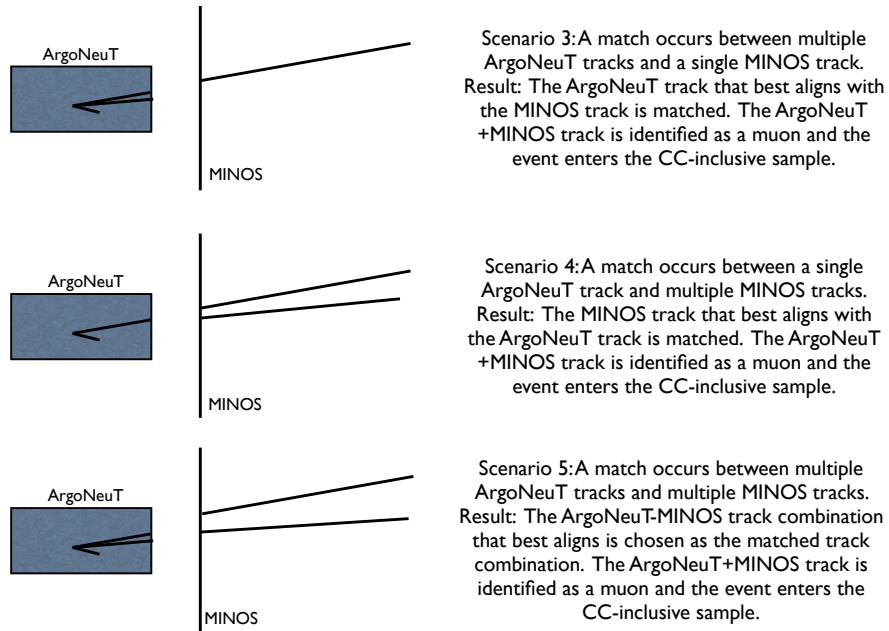 ArgoNeuT
MINOS
Scenario 3: A match occurs between multiple
ArgoNeuT tracks and a single MINOS track.
Result: The ArgoNeuT track that best aligns with
the MINOS track is matched. The ArgoNeuT
+MINOS track is identified as a muon and the
event enters the CC-inclusive sample.
ArgoNeuT
MINOS
Scenario 4: A match occurs between a single
ArgoNeuT track and multiple MINOS tracks.
Result: The MINOS track that best aligns with
the ArgoNeuT track is matched. The ArgoNeuT
+MINOS track is identified as a muon and the
event enters the CC-inclusive sample.
ArgoNeuT
MINOS
Scenario 5: A match occurs between multiple
ArgoNeuT tracks and multiple MINOS tracks.
Result: The ArgoNeuT-MINOS track combination
that best aligns is chosen as the matched track
combination. The ArgoNeuT+MINOS track is
identified as a muon and the event enters the
CC-inclusive sample.